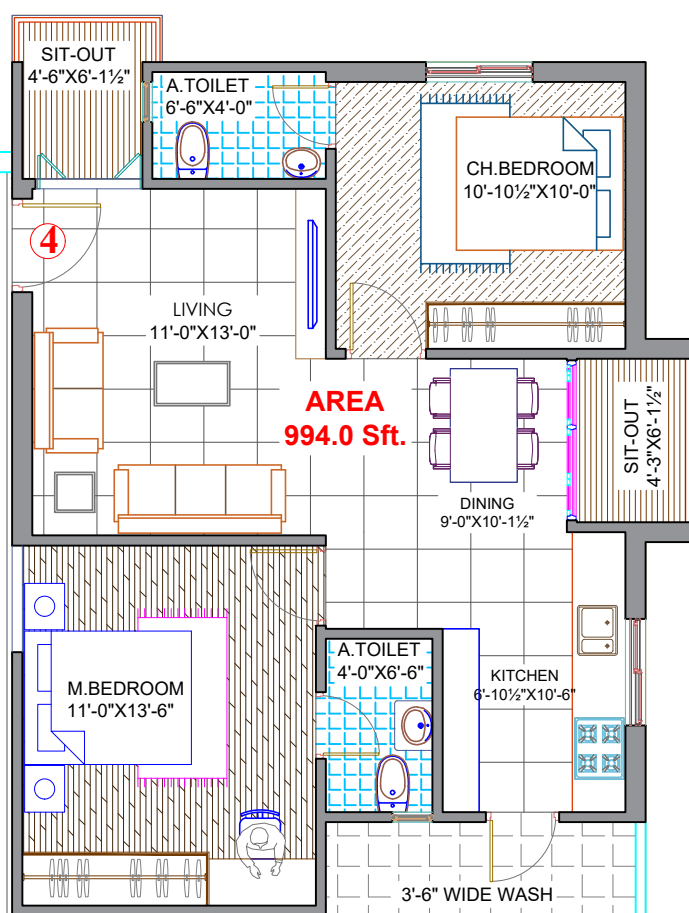 SIT-OUT
4'-6"X6'-1½"
A.TOILET
6'-6"X4'-0"
CH.BEDROOM
10'-10½"X10'-0"
4
LIVING
11'-0"X13'-0"
AREA
994.0 Sft.
SIT-OUT
4'-3"X6'-1½"
DINING
9'-0"X10'-1½"
A.TOILET
4'-0"X6'-6"
KITCHEN
6'-10½"X10'-6"
M.BEDROOM
11'-0"X13'-6"
3'-6" WIDE WASH